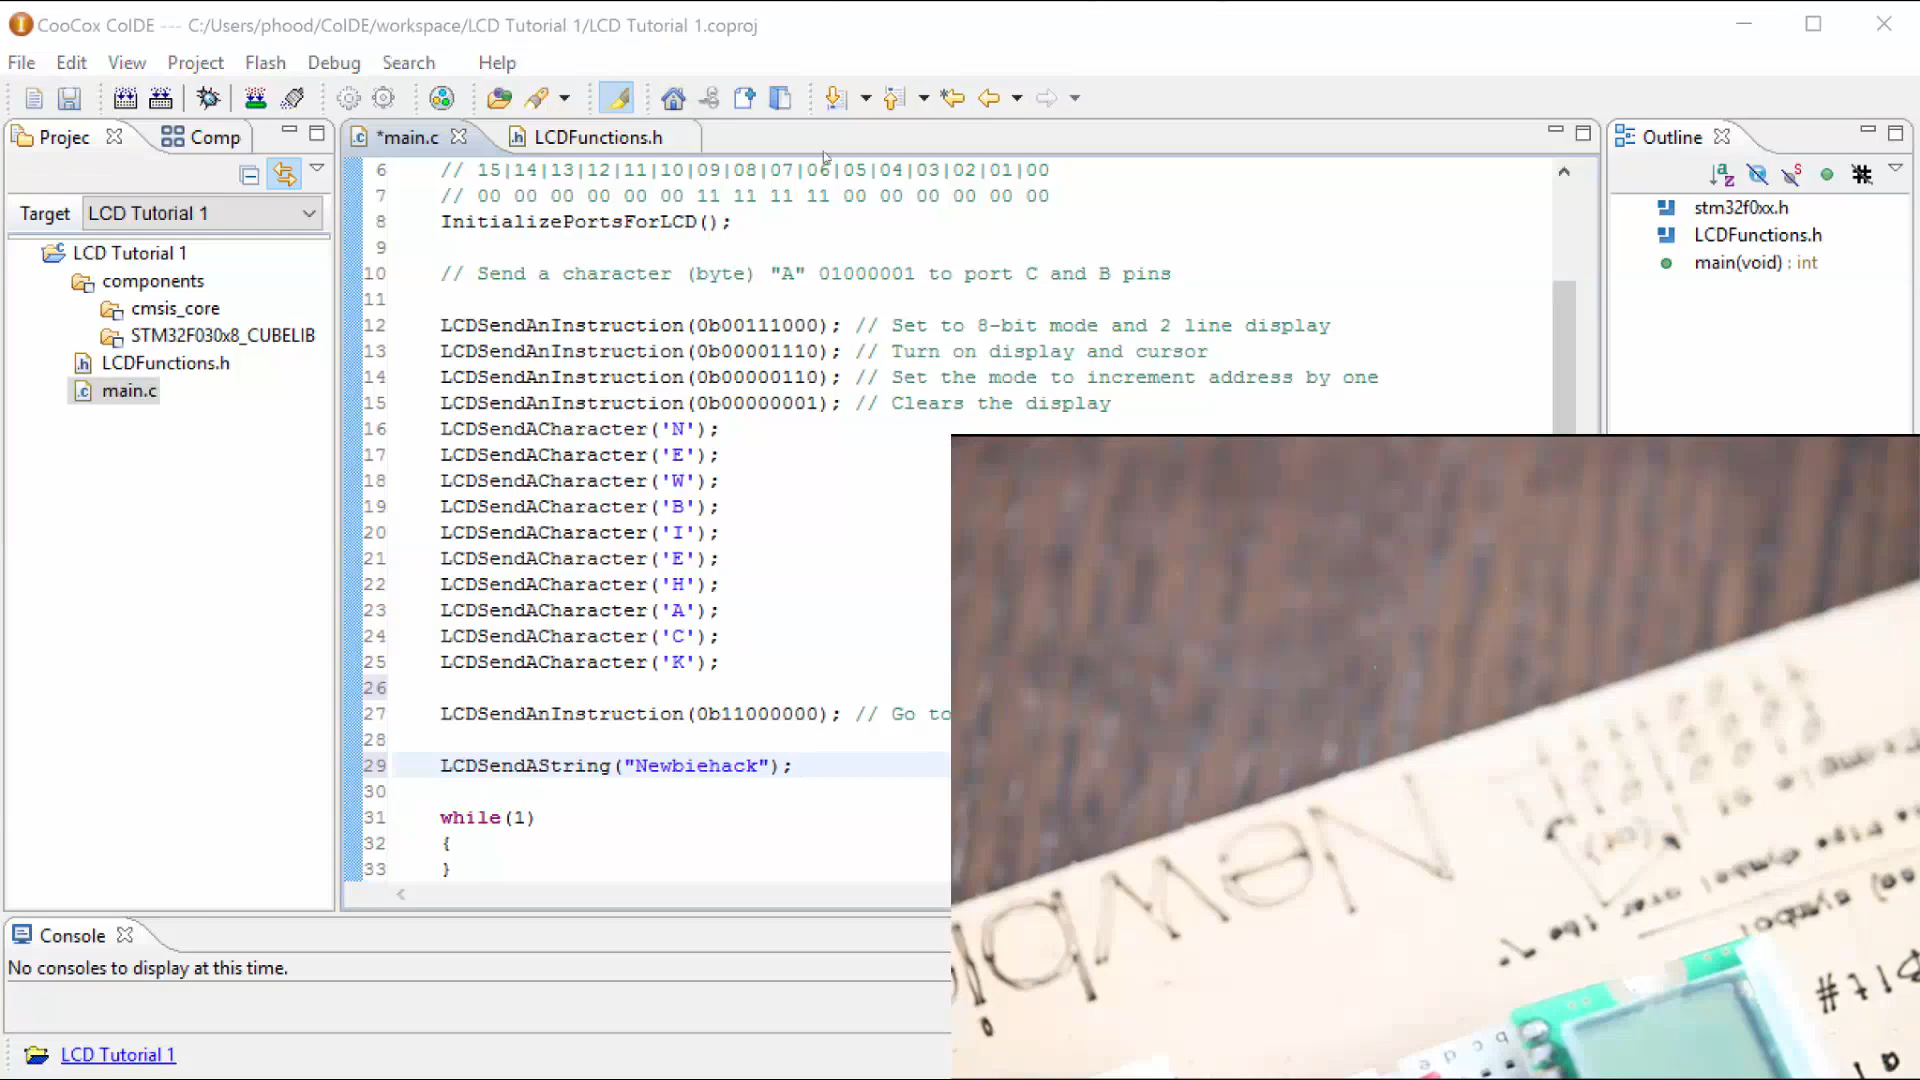 CooCox CoIDE --- C:/Users/phood/CoIDE/workspace/LCD Tutorial 1/LCD Tutorial 1.coproj
File Edit View Project Flash Debug Search Help
Projec
Comp
*main.c
LCDFunctions.h
Outline
Target LCD Tutorial 1
LCD Tutorial 1
components
cmsis_core
STM32F030x8_CUBELIB
LCDFunctions.h
main.c
6 // 15|14|13|12|11|10|09|08|07|06|05|04|03|02|01|00
7 // 00 00 00 00 00 00 11 11 11 11 00 00 00 00 00 00
8 InitializePortsForLCD();
9
10 // Send a character (byte) "A" 01000001 to port C and B pins
11
12 LCDSendAnInstruction(0b00111000); // Set to 8-bit mode and 2 line display
13 LCDSendAnInstruction(0b00001110); // Turn on display and cursor
14 LCDSendAnInstruction(0b00000110); // Set the mode to increment address by one
15 LCDSendAnInstruction(0b00000001); // Clears the display
16 LCDSendACharacter('N');
17 LCDSendACharacter('E');
18 LCDSendACharacter('W');
19 LCDSendACharacter('B');
20 LCDSendACharacter('I');
21 LCDSendACharacter('E');
22 LCDSendACharacter('H');
23 LCDSendACharacter('A');
24 LCDSendACharacter('C');
25 LCDSendACharacter('K');
26
27 LCDSendAnInstruction(0b11000000); // Go to
28
29 LCDSendAString("Newbiehack");
30
31 while(1)
32 {
33 }
stm32f0xx.h
LCDFunctions.h
main(void) : int
Console
No consoles to display at this time.
LCD Tutorial 1
Newbi